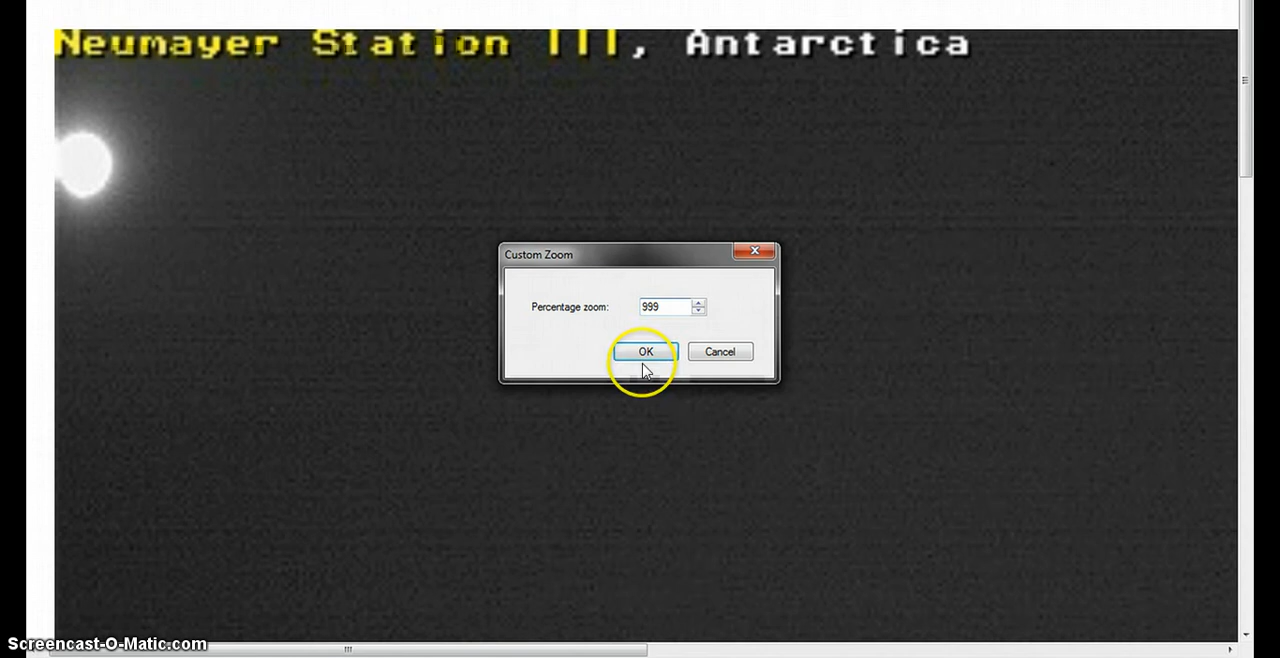 Neumayer Station III, Antarctica
Custom Zoom
Percentage zoom: 999
OK Cancel
Screencast-O-Matic.com